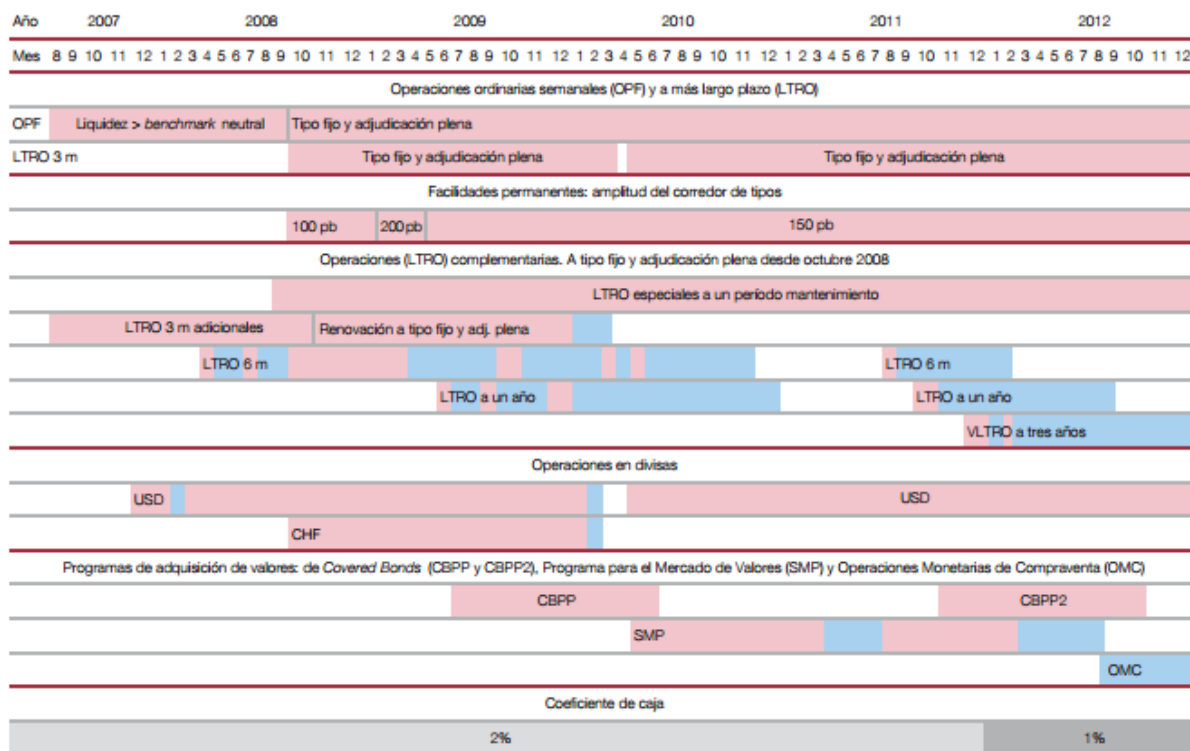 Año 2007 2008 2009 2010 2011 2012
Mes 8 9 10 11 12 1 2 3 4 5 6 7 8 9 10 11 12 1 2 3 4 5 6 7 8 9 10 11 12 1 2 3 4 5 6 7 8 9 10 11 12 1 2 3 4 5 6 7 8 9 10 11 12 1 2 3 4 5 6 7 8 9 10 11 12
Operaciones ordinarias semanales (OPF) y a más largo plazo (LTRO)
OPF Liquidez > benchmark neutral Tipo fijo y adjudicación plena
LTRO 3 m Tipo fijo y adjudicación plena Tipo fijo y adjudicación plena
Facilidades permanentes: amplitud del corredor de tipos
100 pb 200 pb 150 pb
Operaciones (LTRO) complementarias. A tipo fijo y adjudicación plena desde octubre 2008
LTRO especiales a un período mantenimiento
LTRO 3 m adicionales Renovación a tipo fijo y adj. plena
LTRO 6 m LTRO 6 m
LTRO a un año LTRO a un año
VLTRO a tres años
Operaciones en divisas
USD USD
CHF
Programas de adquisición de valores: de Covered Bonds (CBPP y CBPP2), Programa para el Mercado de Valores (SMP) y Operaciones Monetarias de Compraventa (OMC)
CBPP CBPP2
SMP
OMC
Coeficiente de caja
2% 1%